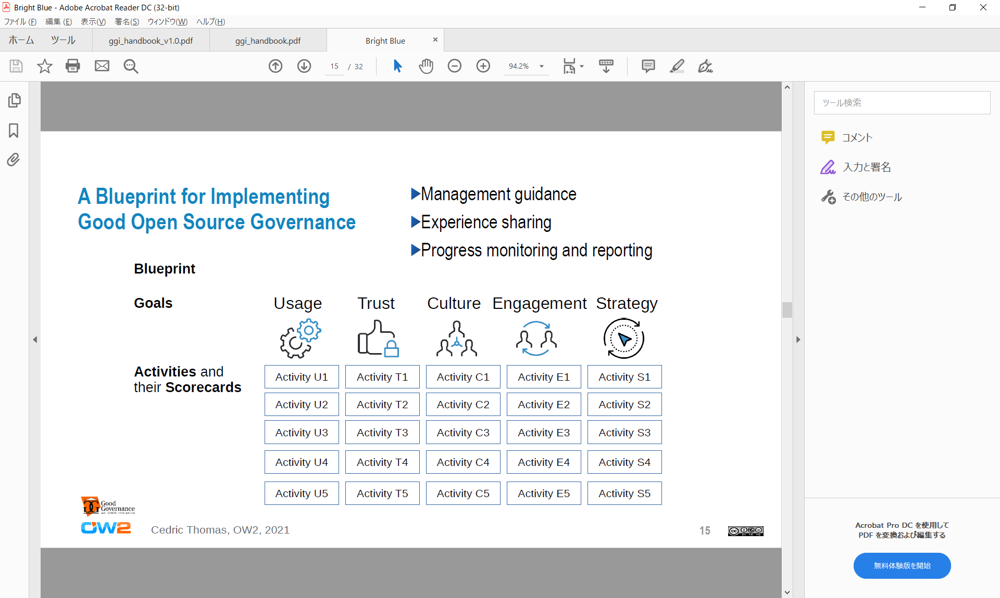 Bright Blue - Adobe Acrobat Reader DC (32-bit)
ファイル (F) 編集 (E) 表示(V) 署名(S) ウィンドウ(W) ヘルプ(H)
ホーム ツール ggi_handbook_v1.0.pdf ggi_handbook.pdf Bright Blue
15 / 32 94.2%
ツール検索
コメント
入力と署名
その他のツール
A Blueprint for Implementing
Good Open Source Governance
Management guidance
Experience sharing
Progress monitoring and reporting
Blueprint
Goals Usage Trust Culture Engagement Strategy
Activities and
their Scorecards
Activity U1 Activity T1 Activity C1 Activity E1 Activity S1
Activity U2 Activity T2 Activity C2 Activity E2 Activity S2
Activity U3 Activity T3 Activity C3 Activity E3 Activity S3
Activity U4 Activity T4 Activity C4 Activity E4 Activity S4
Activity U5 Activity T5 Activity C5 Activity E5 Activity S5
Good
Governance
an OW2 initiative
OW2
Cedric Thomas, OW2, 2021
15
cc
BY NC ND
Acrobat Pro DC を使用して
PDF を変換および編集する
無料体験版を開始